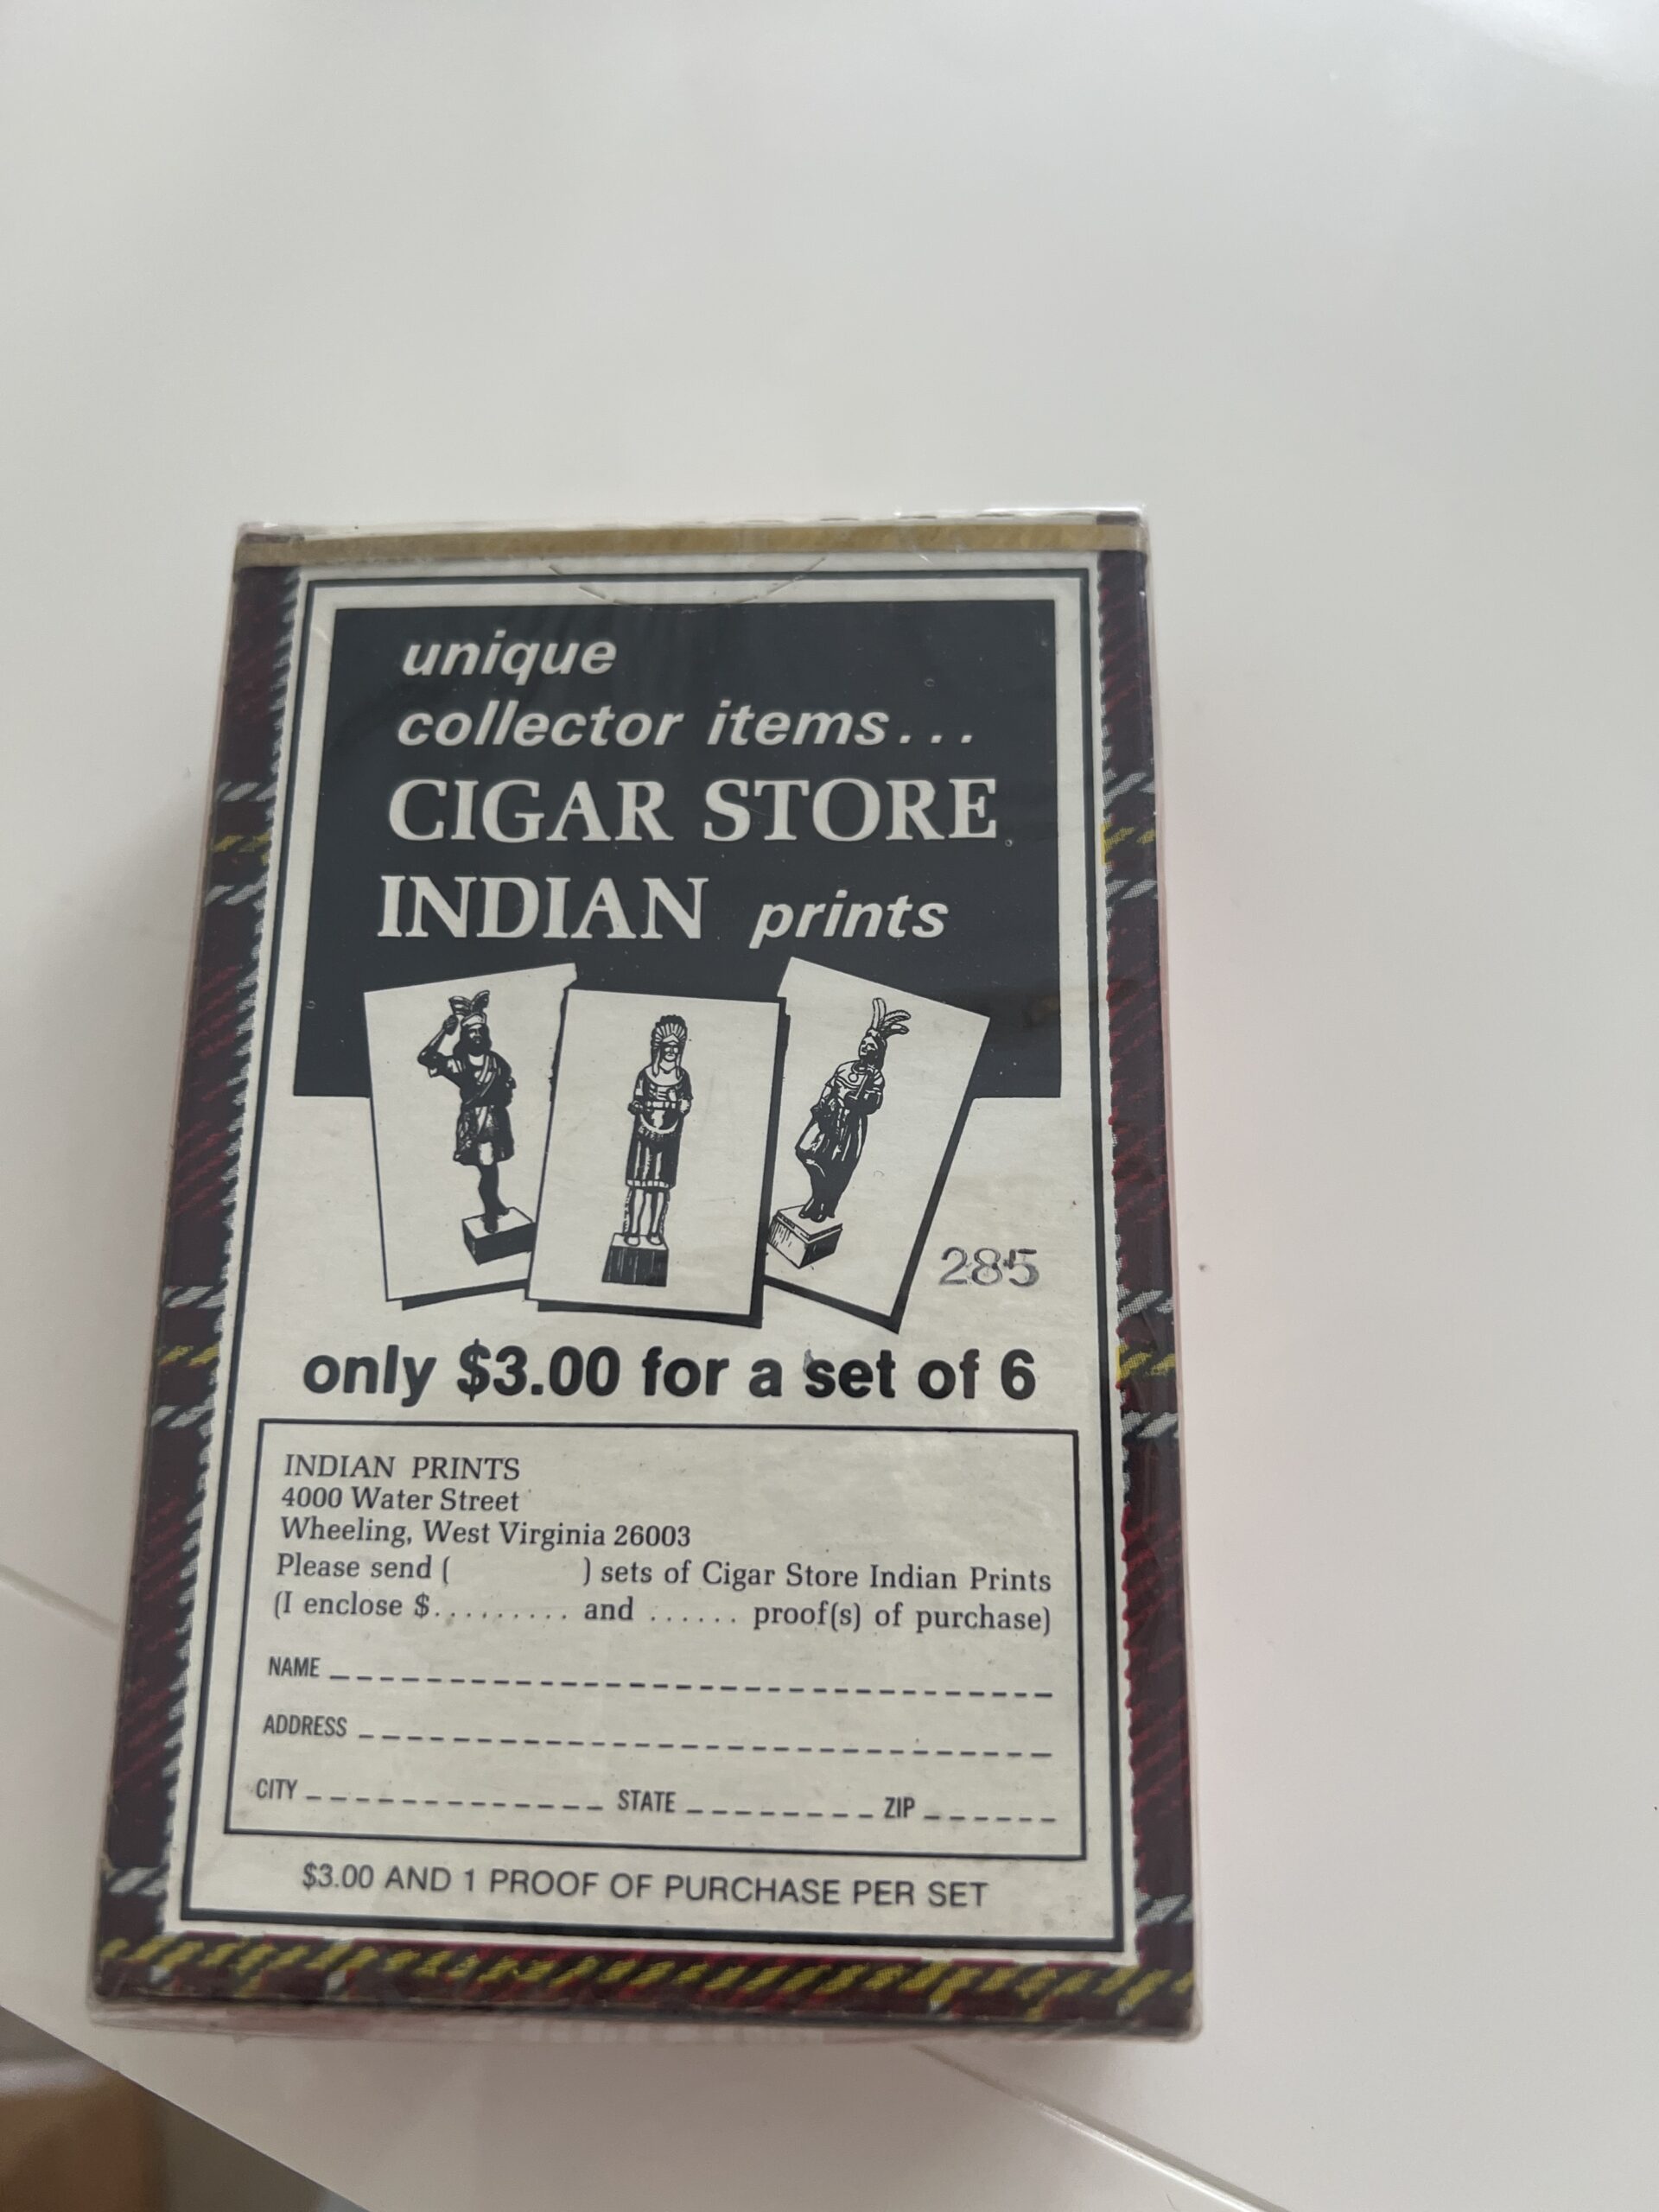 unique
collector items...
CIGAR STORE
INDIAN prints
285
only $3.00 for a set of 6
INDIAN PRINTS
4000 Water Street
Wheeling, West Virginia 26003
Please send ( ) sets of Cigar Store Indian Prints
(I enclose $......... and ...... proof(s) of purchase)
NAME
ADDRESS
CITY STATE ZIP
$3.00 AND 1 PROOF OF PURCHASE PER SET